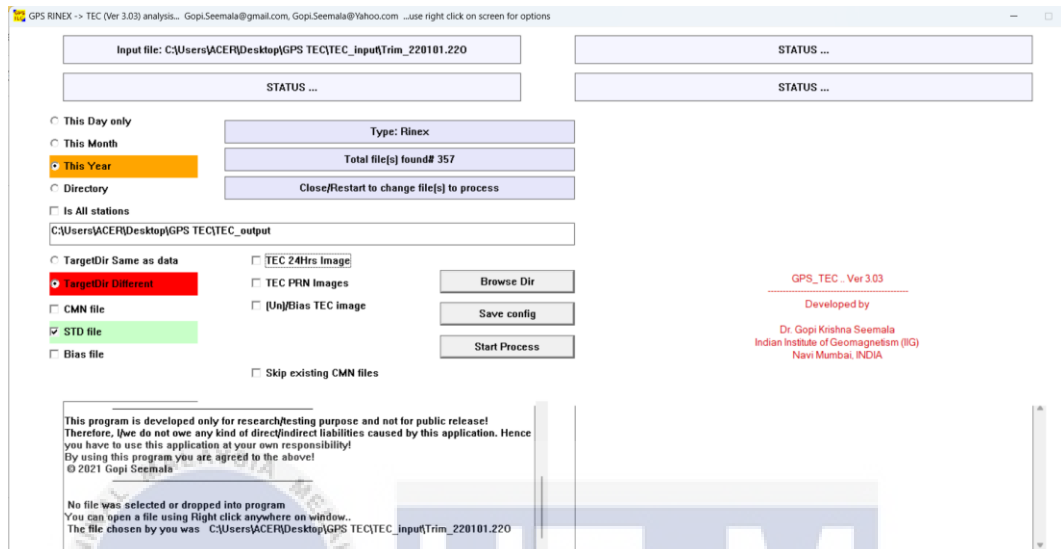 GPS RINEX -> TEC (Ver 3.03) analysis... Gopi.Seemala@gmail.com, Gopi.Seemala@Yahoo.com ...use right click on screen for options
Input file: C:\Users\ACER\Desktop\GPS TEC\TEC_input\Trim_220101.22O
STATUS ...
STATUS ...
STATUS ...
This Day only
This Month
This Year
Directory
Is All stations
Type: Rinex
Total file(s) found# 357
Close/Restart to change file(s) to process
C:\Users\ACER\Desktop\GPS TEC\TEC_output
TargetDir Same as data
TargetDir Different
CMN file
STD file
Bias file
TEC 24Hrs Image
TEC PRN Images
(Un)/Bias TEC image
Skip existing CMN files
Browse Dir
Save config
Start Process
GPS_TEC .. Ver 3.03
Developed by
Dr. Gopi Krishna Seemala
Indian Institute of Geomagnetism (IIG)
Navi Mumbai, INDIA
This program is developed only for research/testing purpose and not for public release!
Therefore, I/we do not owe any kind of direct/indirect liabilities caused by this application. Hence
you have to use this application at your own responsibility!
By using this program you are agreed to the above!
© 2021 Gopi Seemala
No file was selected or dropped into program
You can open a file using Right click anywhere on window..
The file chosen by you was C:\Users\ACER\Desktop\GPS TEC\TEC_input\Trim_220101.22O